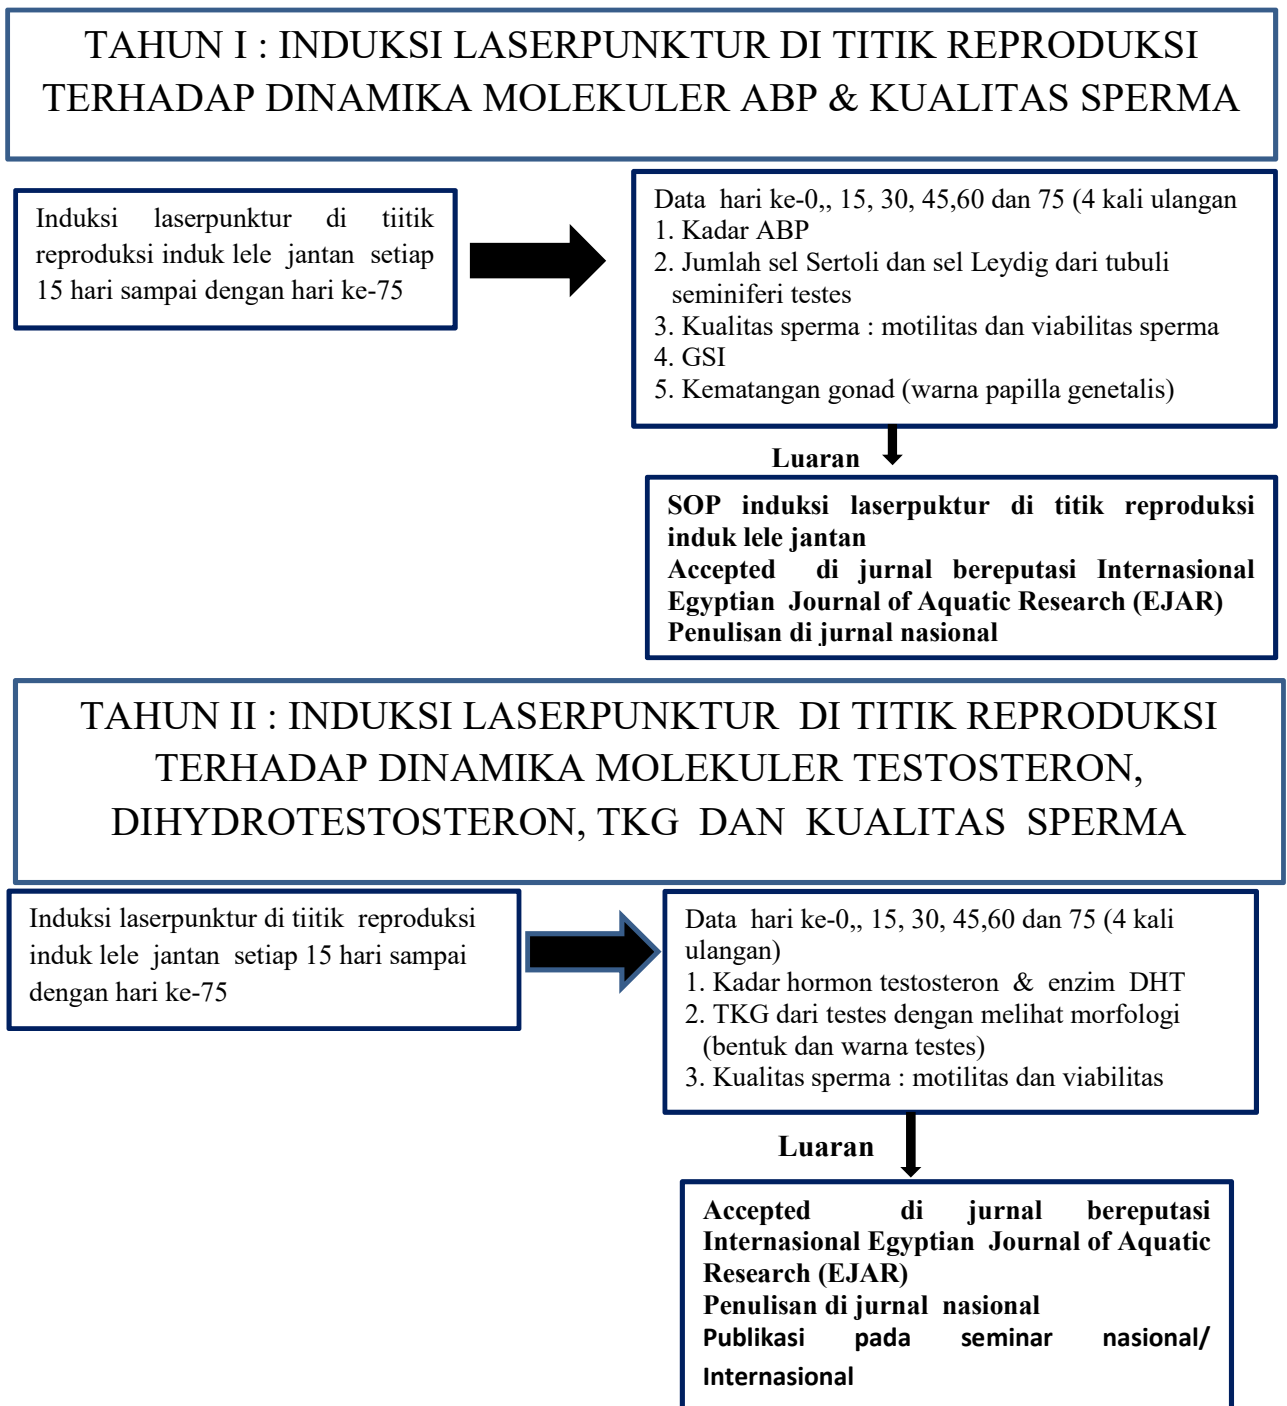 TAHUN I : INDUKSI LASERPUNKTUR DI TITIK REPRODUKSI
TERHADAP DINAMIKA MOLEKULER ABP & KUALITAS SPERMA
Induksi laserpunktur di tiitik
reproduksi induk lele jantan setiap
15 hari sampai dengan hari ke-75
Data hari ke-0,, 15, 30, 45,60 dan 75 (4 kali ulangan
1. Kadar ABP
2. Jumlah sel Sertoli dan sel Leydig dari tubuli
seminiferi testes
3. Kualitas sperma : motilitas dan viabilitas sperma
4. GSI
5. Kematangan gonad (warna papilla genetalis)
Luaran
SOP induksi laserpuktur di titik reproduksi
induk lele jantan
Accepted di jurnal bereputasi Internasional
Egyptian Journal of Aquatic Research (EJAR)
Penulisan di jurnal nasional
TAHUN II : INDUKSI LASERPUNKTUR DI TITIK REPRODUKSI
TERHADAP DINAMIKA MOLEKULER TESTOSTERON,
DIHYDROTESTOSTERON, TKG DAN KUALITAS SPERMA
Induksi laserpunktur di tiitik reproduksi
induk lele jantan setiap 15 hari sampai
dengan hari ke-75
Data hari ke-0,, 15, 30, 45,60 dan 75 (4 kali
ulangan)
1. Kadar hormon testosteron & enzim DHT
2. TKG dari testes dengan melihat morfologi
(bentuk dan warna testes)
3. Kualitas sperma : motilitas dan viabilitas
Luaran
Accepted di jurnal bereputasi
Internasional Egyptian Journal of Aquatic
Research (EJAR)
Penulisan di jurnal nasional
Publikasi pada seminar nasional/
Internasional